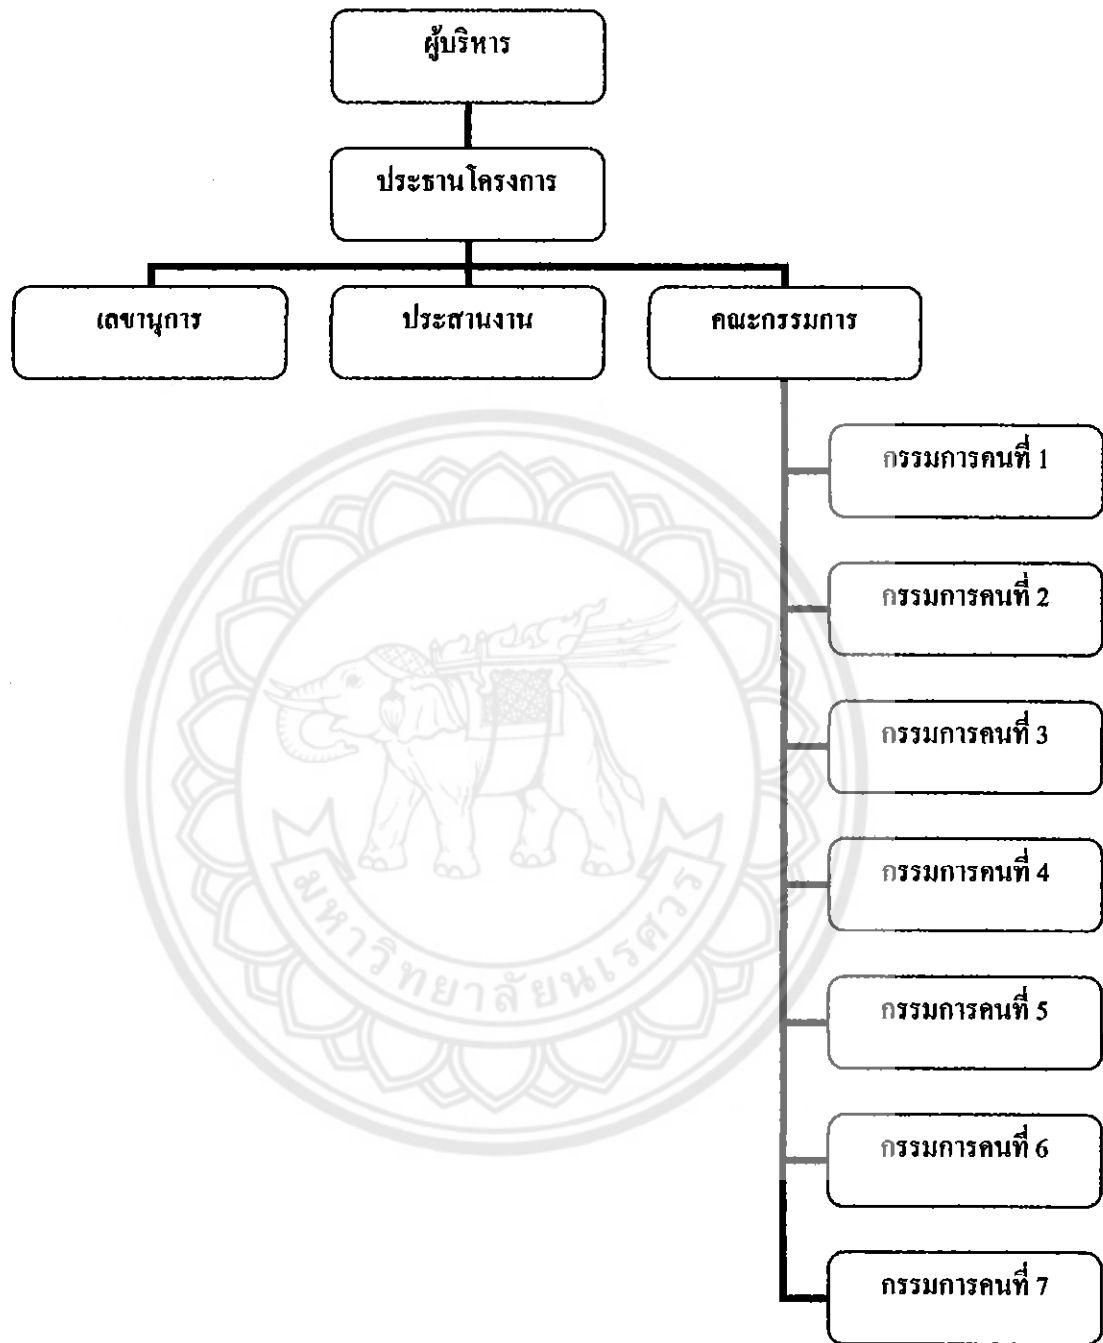 ผู้บริหาร
ประธานโครงการ
เลขานุการ
ประสานงาน
คณะกรรมการ
กรรมการคนที่ 1
กรรมการคนที่ 2
กรรมการคนที่ 3
กรรมการคนที่ 4
กรรมการคนที่ 5
กรรมการคนที่ 6
กรรมการคนที่ 7
มหาวิทยาลัยนเรศวร